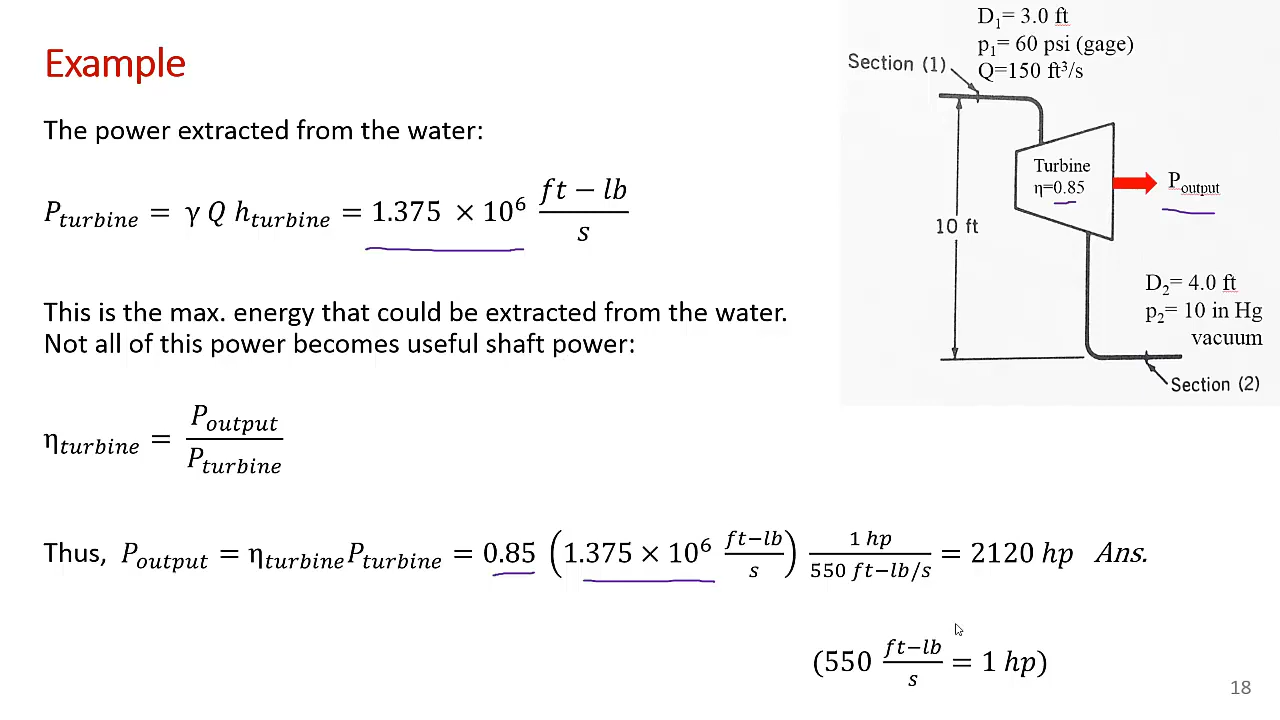 Example
The power extracted from the water:
P_turbine = γ Q h_turbine = 1.375 × 10⁶ ft − lb / s
This is the max. energy that could be extracted from the water.
Not all of this power becomes useful shaft power:
η_turbine = P_output / P_turbine
Thus, P_output = η_turbine P_turbine = 0.85 (1.375 × 10⁶ ft−lb / s) 1 hp / 550 ft−lb/s = 2120 hp Ans.
(550 ft−lb / s = 1 hp)
D₁= 3.0 ft
p₁= 60 psi (gage)
Q=150 ft³/s
Section (1)
Turbine
η=0.85
P_output
10 ft
D₂= 4.0 ft
p₂= 10 in Hg
vacuum
Section (2)
18